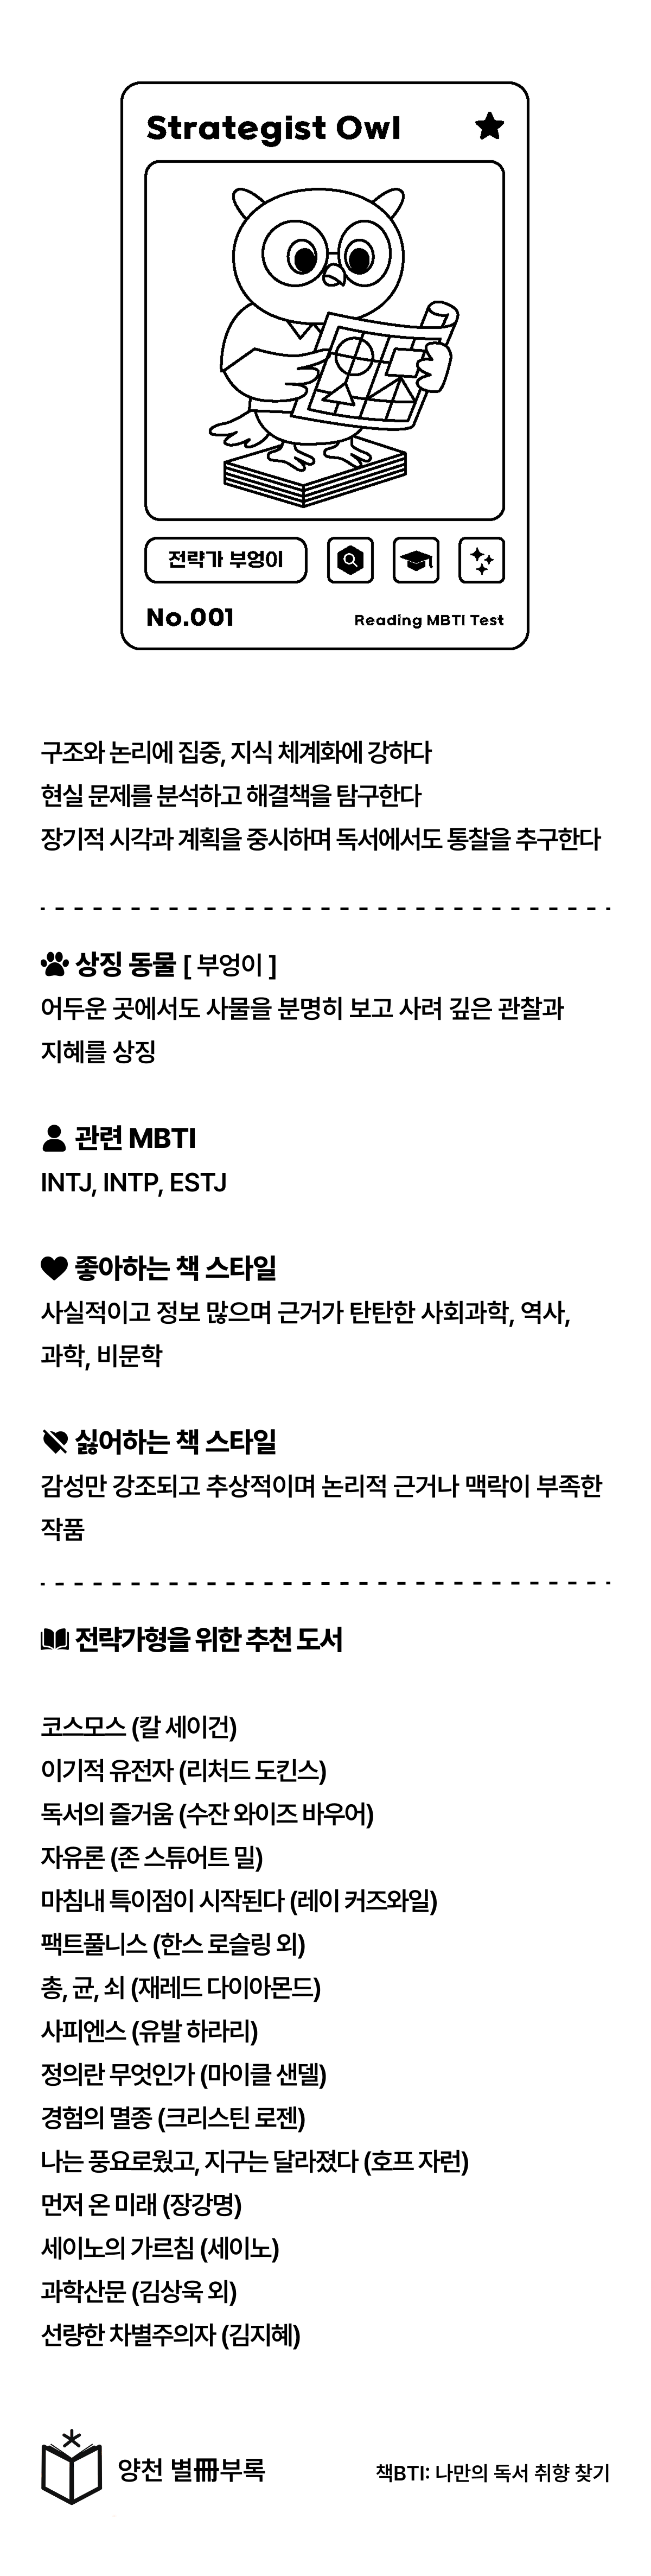 Strategist Owl
전략가 부엉이
No.001
Reading MBTI Test
구조와 논리에 집중, 지식 체계화에 강하다
현실 문제를 분석하고 해결책을 탐구한다
장기적 시각과 계획을 중시하며 독서에서도 통찰을 추구한다
상징 동물 [ 부엉이 ]
어두운 곳에서도 사물을 분명히 보고 사려 깊은 관찰과
지혜를 상징
관련 MBTI
INTJ, INTP, ESTJ
좋아하는 책 스타일
사실적이고 정보 많으며 근거가 탄탄한 사회과학, 역사,
과학, 비문학
싫어하는 책 스타일
감성만 강조되고 추상적이며 논리적 근거나 맥락이 부족한
작품
전략가형을 위한 추천 도서
코스모스 (칼 세이건)
이기적 유전자 (리처드 도킨스)
독서의 즐거움 (수잔 와이즈 바우어)
자유론 (존 스튜어트 밀)
마침내 특이점이 시작된다 (레이 커즈와일)
팩트풀니스 (한스 로슬링 외)
총, 균, 쇠 (재레드 다이아몬드)
사피엔스 (유발 하라리)
정의란 무엇인가 (마이클 샌델)
경험의 멸종 (크리스틴 로젠)
나는 풍요로웠고, 지구는 달라졌다 (호프 자런)
먼저 온 미래 (장강명)
세이노의 가르침 (세이노)
과학산문 (김상욱 외)
선량한 차별주의자 (김지혜)
양천 별冊부록
책BTI: 나만의 독서 취향 찾기